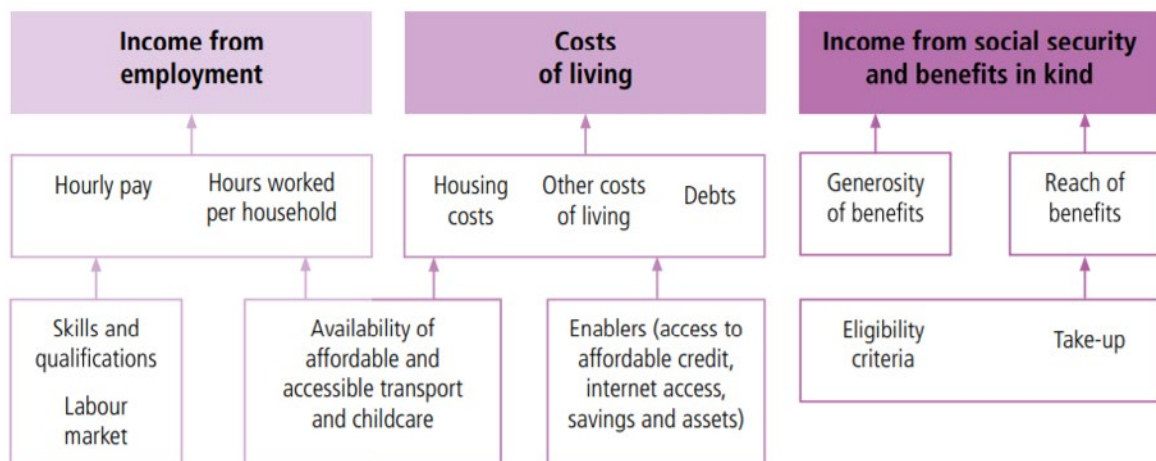 Income from
employment
Costs
of living
Income from social security
and benefits in kind
Hourly pay
Hours worked
per household
Housing
costs
Other costs
of living
Debts
Generosity
of benefits
Reach of
benefits
Skills and
qualifications
Labour
market
Availability of
affordable and
accessible transport
and childcare
Enablers (access to
affordable credit,
internet access,
savings and assets)
Eligibility
criteria
Take-up